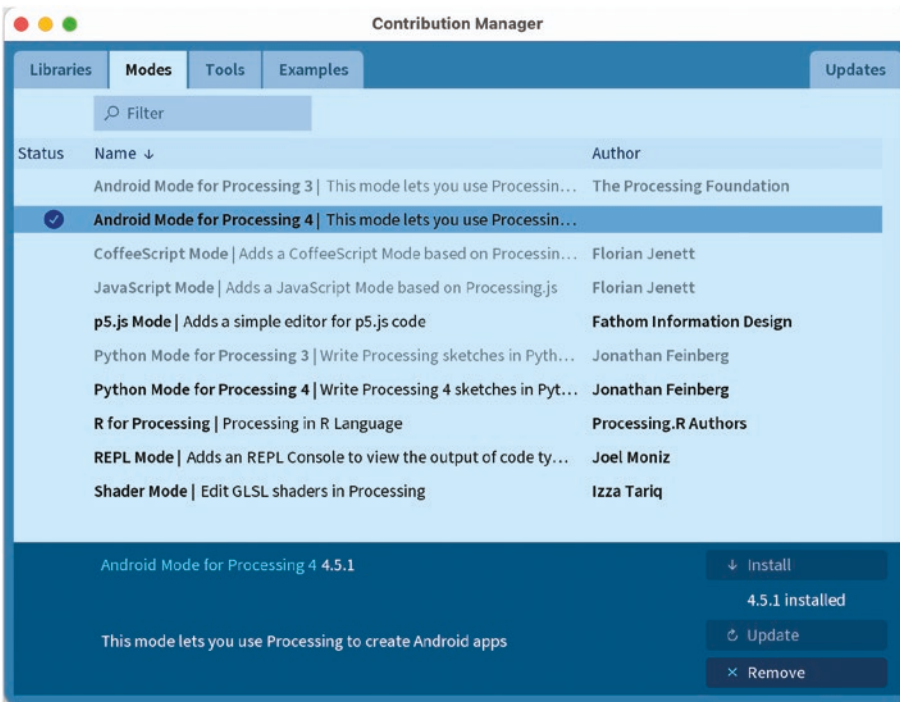 Contribution Manager
Libraries Modes Tools Examples Updates
Filter
Status Name ↓ Author
Android Mode for Processing 3 | This mode lets you use Processin... The Processing Foundation
Android Mode for Processing 4 | This mode lets you use Processin...
CoffeeScript Mode | Adds a CoffeeScript Mode based on Processin... Florian Jenett
JavaScript Mode | Adds a JavaScript Mode based on Processing.js Florian Jenett
p5.js Mode | Adds a simple editor for p5.js code Fathom Information Design
Python Mode for Processing 3 | Write Processing sketches in Pyth... Jonathan Feinberg
Python Mode for Processing 4 | Write Processing 4 sketches in Pyt... Jonathan Feinberg
R for Processing | Processing in R Language Processing.R Authors
REPL Mode | Adds an REPL Console to view the output of code ty... Joel Moniz
Shader Mode | Edit GLSL shaders in Processing Izza Tariq
Android Mode for Processing 4 4.5.1 ↓ Install
4.5.1 installed
This mode lets you use Processing to create Android apps Update
× Remove